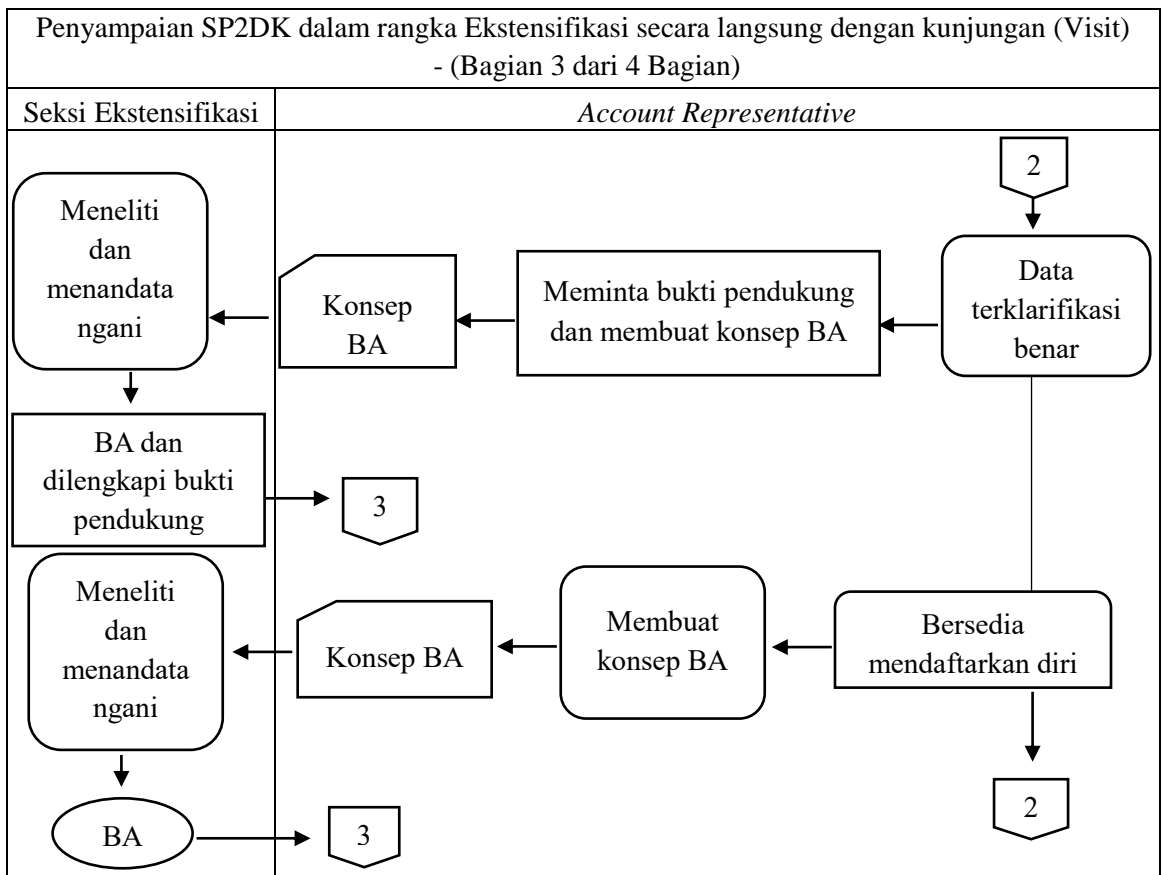 Penyampaian SP2DK dalam rangka Ekstensifikasi secara langsung dengan kunjungan (Visit)
- (Bagian 3 dari 4 Bagian)
Seksi Ekstensifikasi
Account Representative
2
Data
terklarifikasi
benar
Meminta bukti pendukung
dan membuat konsep BA
Konsep
BA
Meneliti
dan
menandata
ngani
BA dan
dilengkapi bukti
pendukung
3
Bersedia
mendaftarkan diri
Membuat
konsep BA
Konsep BA
Meneliti
dan
menandata
ngani
BA
3
2